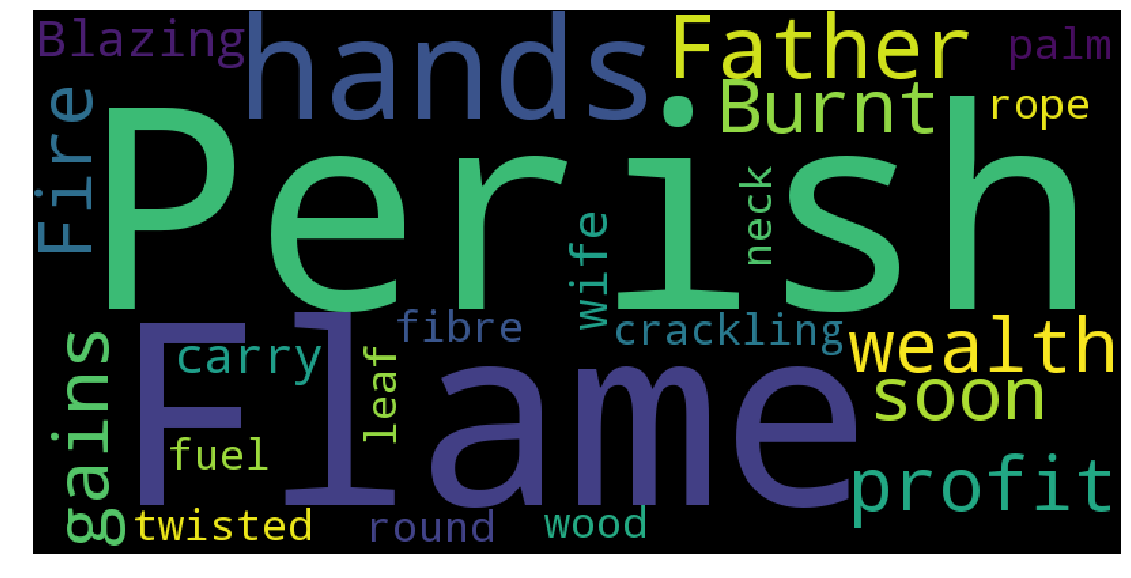 Blazing
hands
Father
palm
Fire
Perish
Burnt
rope
neck
wife
gains
Flame
fibre
crackling
wealth
carry
leaf
soon
fuel
profit
twisted
round
wood